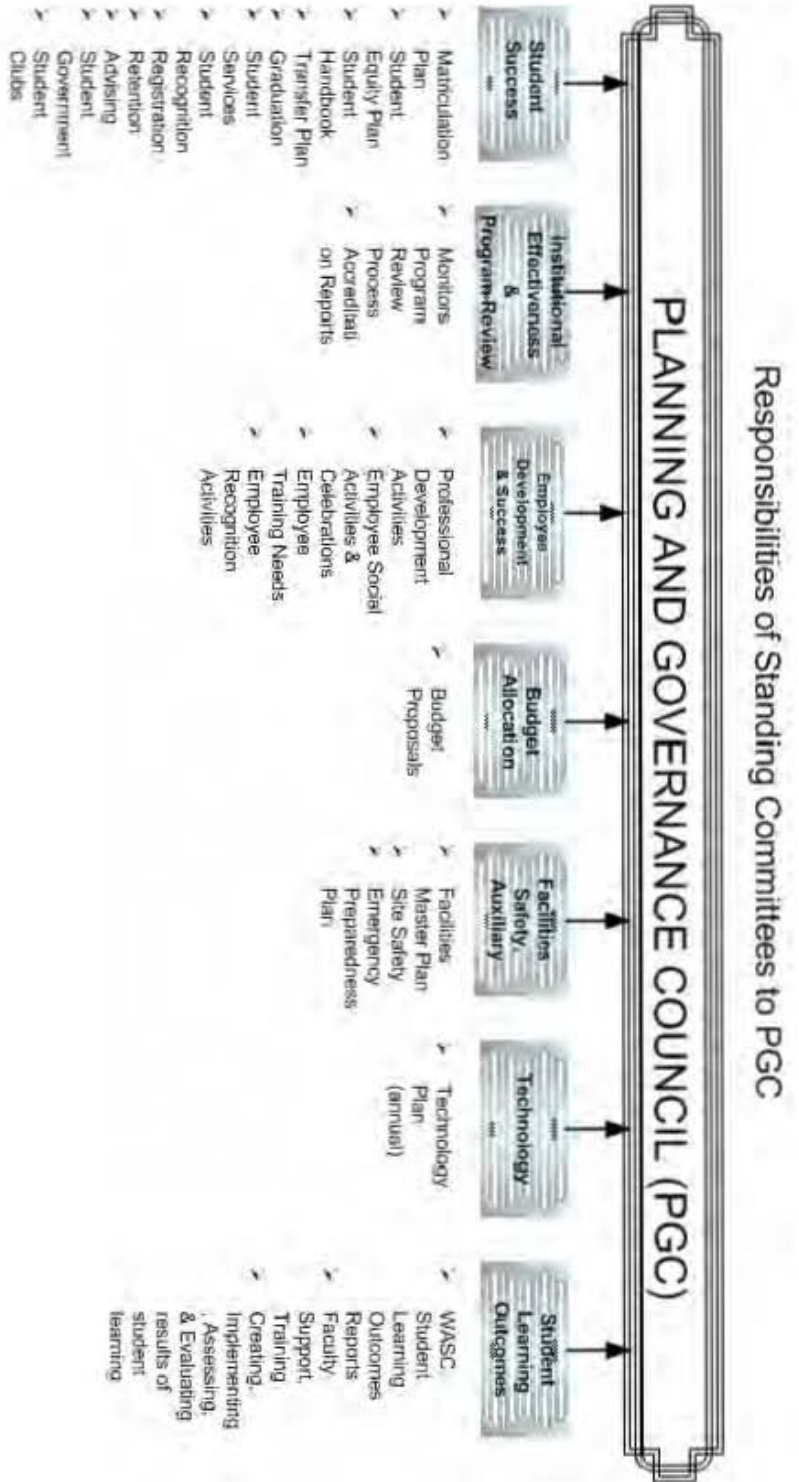 Responsibilities of Standing Committees to PGC
PLANNING AND GOVERNANCE COUNCIL (PGC)
Student
Success
➢ Matriculation
Plan
➢ Student
Equity Plan
➢ Student
Handbook
➢ Transfer Plan
➢ Graduation
➢ Student
Services
➢ Student
Recognition
➢ Registration
➢ Retention
➢ Advising
➢ Student
Government
➢ Student
Clubs
Institutional
Effectiveness
&
Program Review
➢ Monitors
Program
Review
Process
➢ Accreditati
on Reports
Employee
Development
& Success
➢ Professional
Development
Activities
➢ Employee Social
Activities &
Celebrations
➢ Employee
Training Needs
➢ Employee
Recognition
Activities
Budget
Allocation
➢ Budget
Proposals
Facilities
Safety,
Auxiliary
➢ Facilities
Master Plan
➢ Site Safety
➢ Emergency
Preparedness
Plan
Technology
➢ Technology
Plan
(annual)
Student
Learning
Outcomes
➢ WASC
Student
Learning
Outcomes
Reports
➢ Faculty
Support,
Training
➢ Creating,
Implementing
, Assessing,
& Evaluating
results of
student
learning